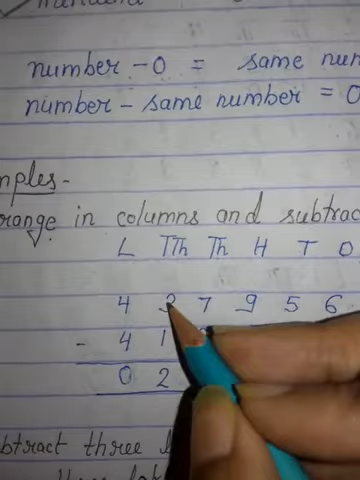 number - 0 = same num
number - same number = 0
mples-
range in columns and subtrac
L TTh Th H T O
4 3 7 9 5 6
- 4 1
0 2
btract three